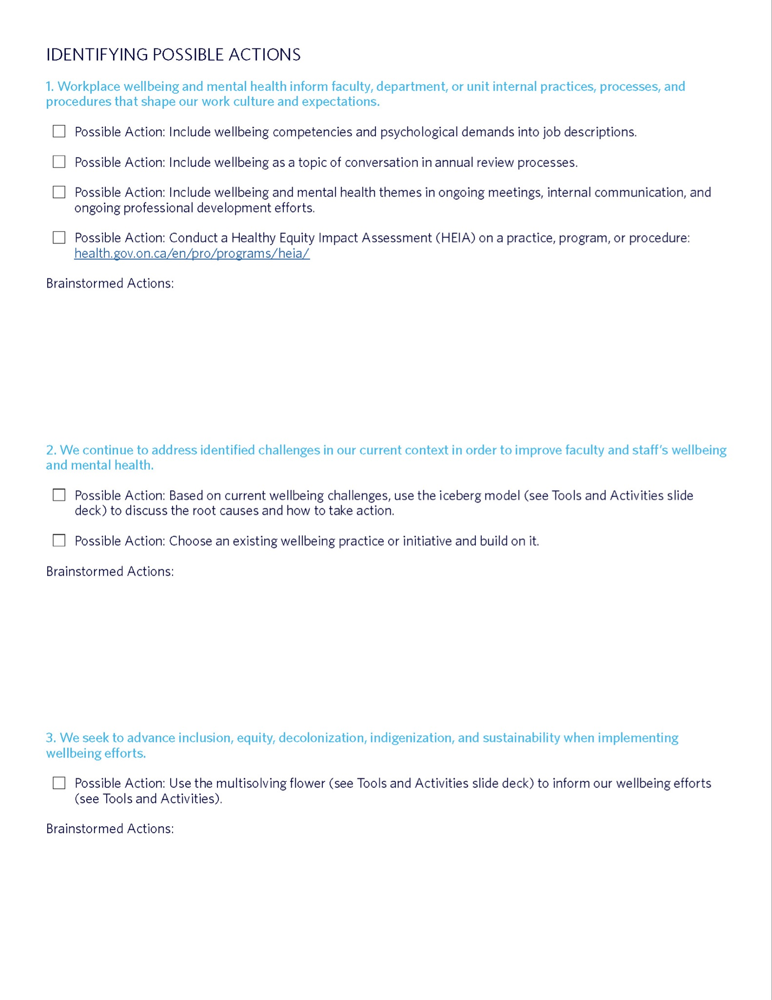 IDENTIFYING POSSIBLE ACTIONS
1. Workplace wellbeing and mental health inform faculty, department, or unit internal practices, processes, and
procedures that shape our work culture and expectations.
Possible Action: Include wellbeing competencies and psychological demands into job descriptions.
Possible Action: Include wellbeing as a topic of conversation in annual review processes.
Possible Action: Include wellbeing and mental health themes in ongoing meetings, internal communication, and
ongoing professional development efforts.
Possible Action: Conduct a Healthy Equity Impact Assessment (HEIA) on a practice, program, or procedure:
health.gov.on.ca/en/pro/programs/heia/
Brainstormed Actions:
2. We continue to address identified challenges in our current context in order to improve faculty and staff's wellbeing
and mental health.
Possible Action: Based on current wellbeing challenges, use the iceberg model (see Tools and Activities slide
deck) to discuss the root causes and how to take action.
Possible Action: Choose an existing wellbeing practice or initiative and build on it.
Brainstormed Actions:
3. We seek to advance inclusion, equity, decolonization, indigenization, and sustainability when implementing
wellbeing efforts.
Possible Action: Use the multisolving flower (see Tools and Activities slide deck) to inform our wellbeing efforts
(see Tools and Activities).
Brainstormed Actions: